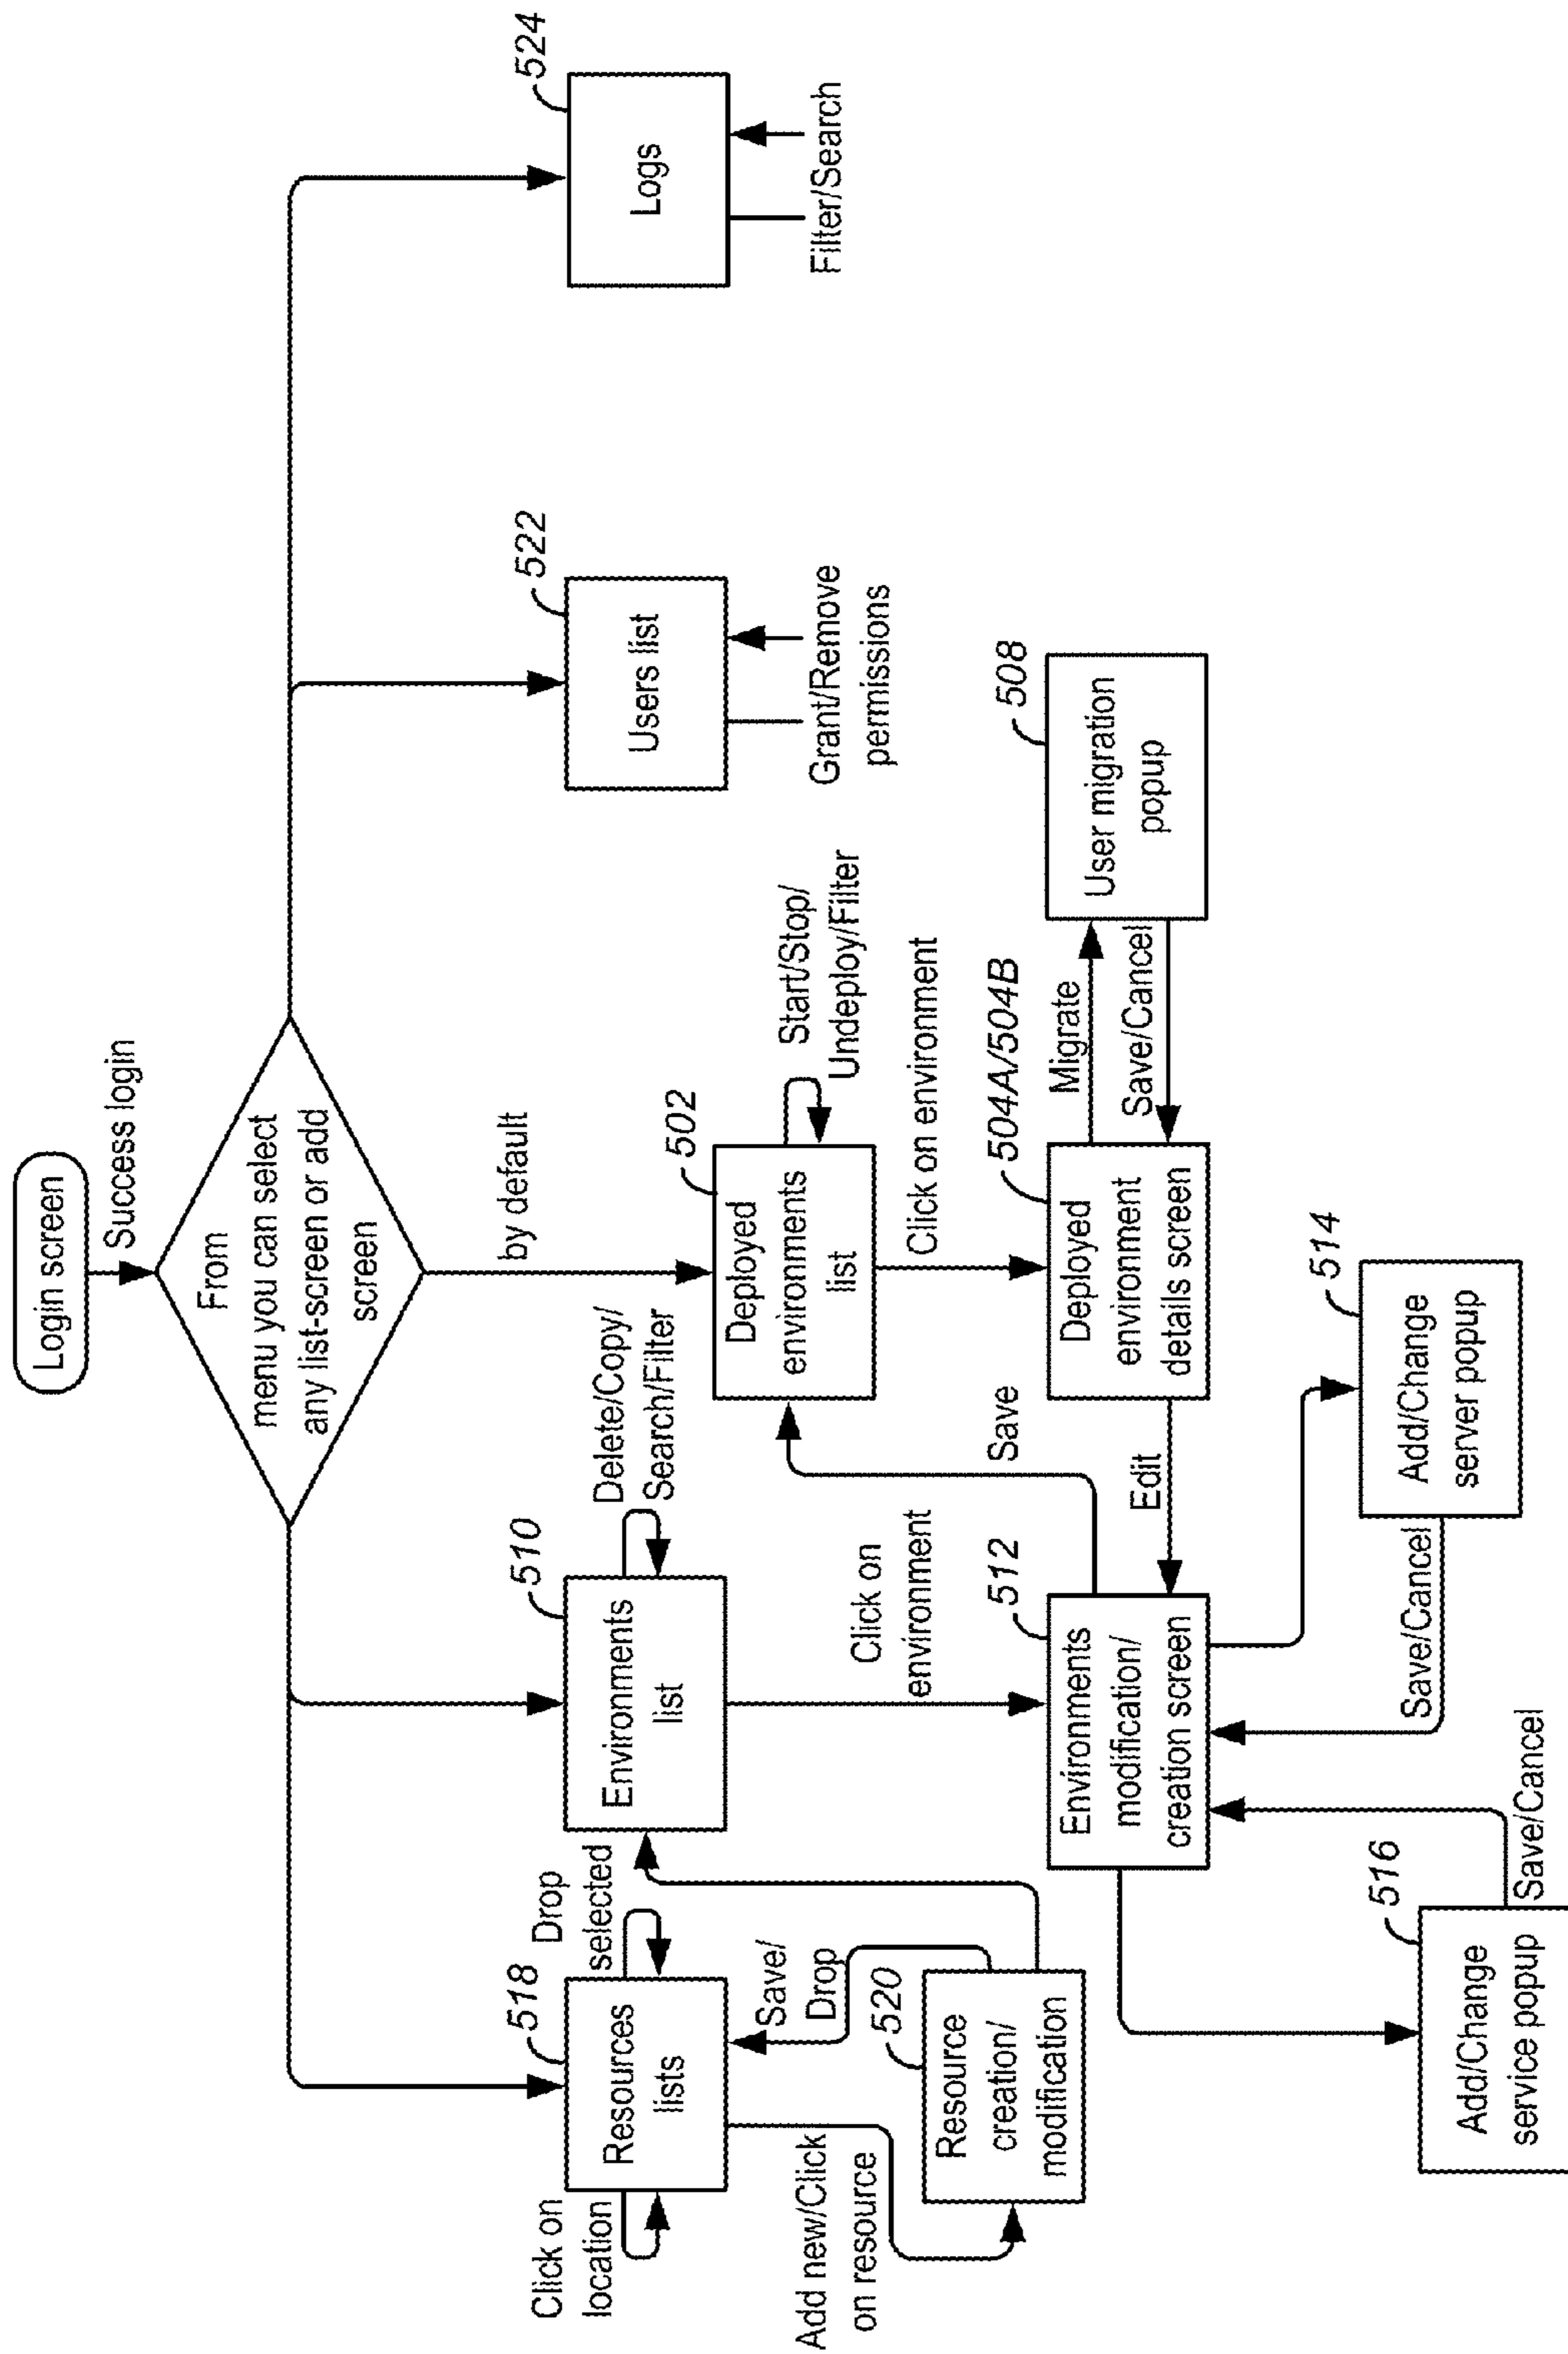 Login screen
Success login
From
menu you can select
any list-screen or add
screen
by default
518
Resources
lists
Click on
location
Drop
selected
Add new/Click
on resource
Save/
Drop
520
Resource
creation/
modification
510
Environments
list
Delete/Copy/
Search/Filter
Click on
environment
502
Deployed
environments
list
Start/Stop/
Undeploy/Filter
Click on environment
522
Users list
Grant/Remove
permissions
524
Logs
Filter/Search
512
Environments
modification/
creation screen
Save
Edit
504A/504B
Deployed
environment
details screen
Migrate
Save/Cancel
508
User migration
popup
516
Add/Change
service popup
Save/Cancel
514
Add/Change
server popup
Save/Cancel